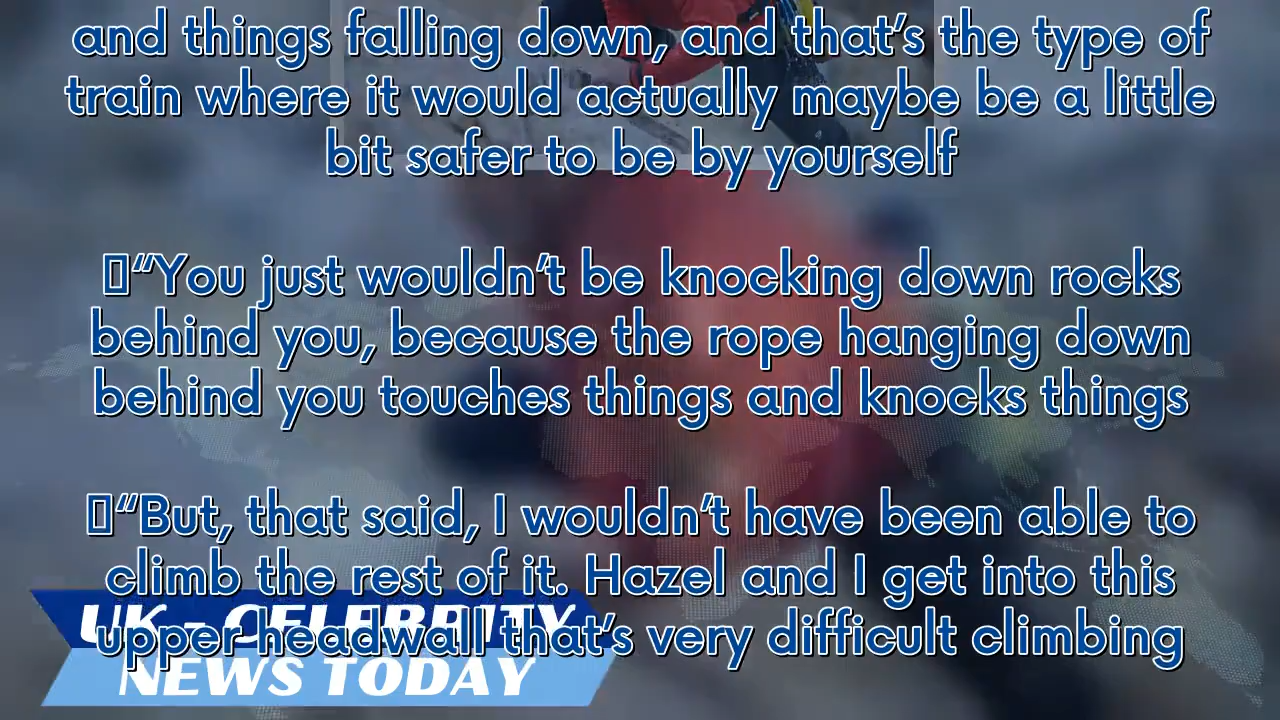 and things falling down, and that's the type of
train where it would actually maybe be a little
bit safer to be by yourself
“You just wouldn't be knocking down rocks
behind you, because the rope hanging down
behind you touches things and knocks things
“But, that said, I wouldn't have been able to
climb the rest of it. Hazel and I get into this
UK - CELEBRITY
upper headwall that's very difficult climbing
NEWS TODAY